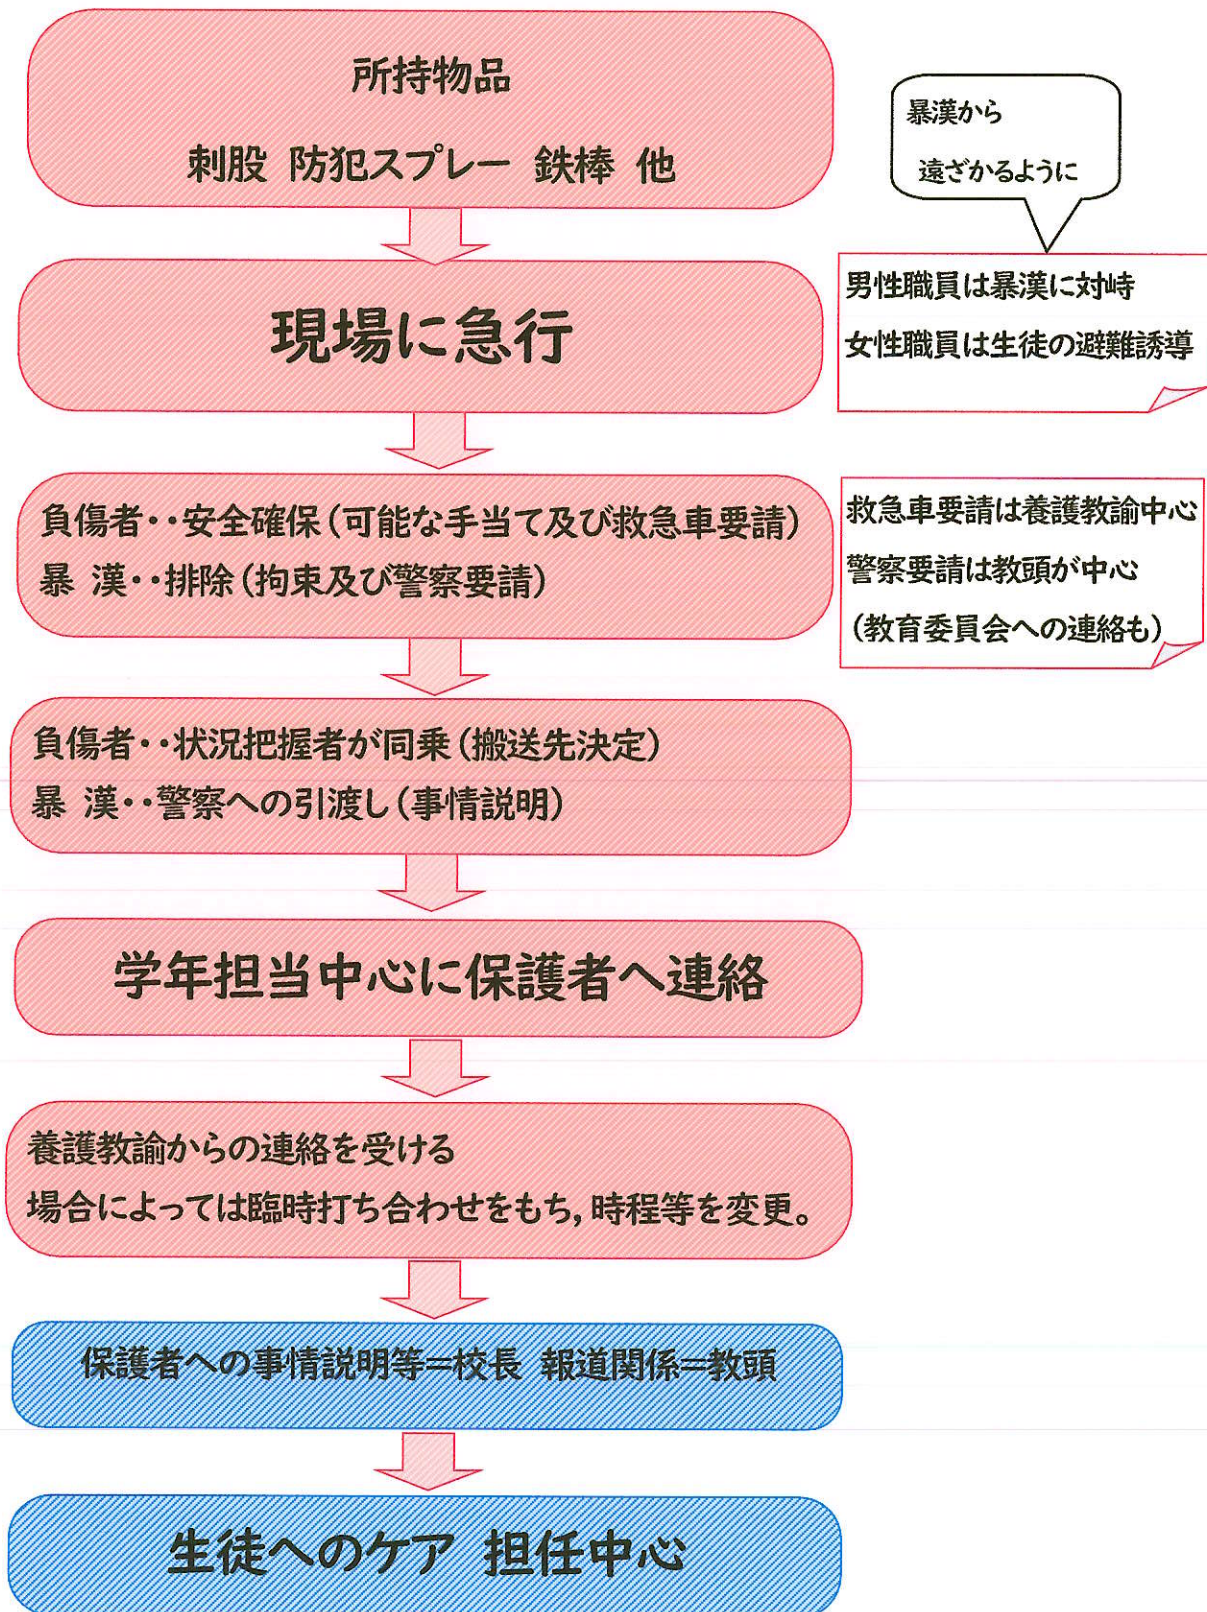 所持物品
刺股 防犯スプレー 鉄棒 他
暴漢から
遠ざかるように
現場に急行
男性職員は暴漢に対峙
女性職員は生徒の避難誘導
負傷者・・安全確保(可能な手当て及び救急車要請)
暴 漢・・排除(拘束及び警察要請)
救急車要請は養護教諭中心
警察要請は教頭が中心
(教育委員会への連絡も)
負傷者・・状況把握者が同乗(搬送先決定)
暴 漢・・警察への引渡し(事情説明)
学年担当中心に保護者へ連絡
養護教諭からの連絡を受ける
場合によっては臨時打ち合わせをもち,時程等を変更。
保護者への事情説明等=校長 報道関係=教頭
生徒へのケア 担任中心